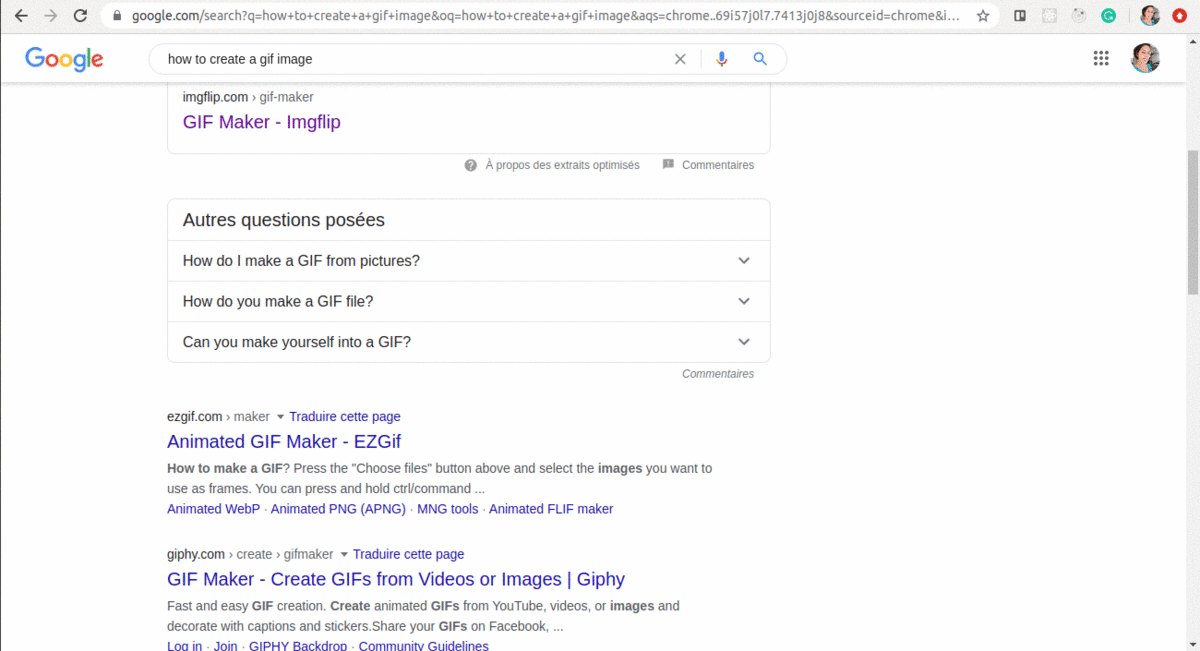 google.com/search?q=how+to+create+a+gif+image&oq=how+to+create+a+gif+image&aqs=chrome..69i57j0l7.7413j0j8&sourceid=chrome&i...
Google
how to create a gif image
imgflip.com › gif-maker
GIF Maker - Imgflip
À propos des extraits optimisés
Commentaires
Autres questions posées
How do I make a GIF from pictures?
How do you make a GIF file?
Can you make yourself into a GIF?
Commentaires
ezgif.com › maker Traduire cette page
Animated GIF Maker - EZGif
How to make a GIF? Press the "Choose files" button above and select the images you want to
use as frames. You can press and hold ctrl/command ...
Animated WebP · Animated PNG (APNG) · MNG tools · Animated FLIF maker
giphy.com › create › gifmaker Traduire cette page
GIF Maker - Create GIFs from Videos or Images | Giphy
Fast and easy GIF creation. Create animated GIFs from YouTube, videos, or images and
decorate with captions and stickers.Share your GIFs on Facebook, ...
Log in · Join · GIPHY Backdrop · Community Guidelines